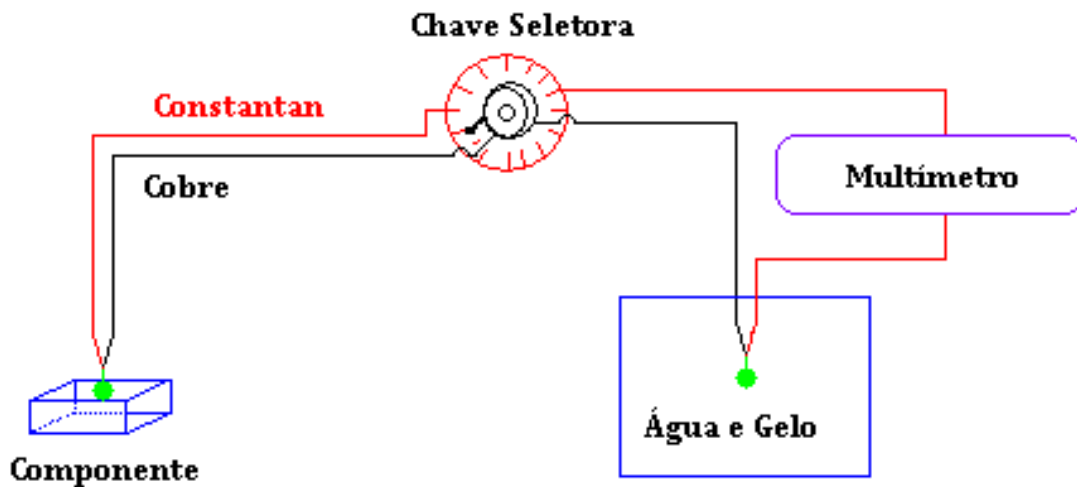 Chave Seletora
Constantan
Cobre
Multímetro
Água e Gelo
Componente